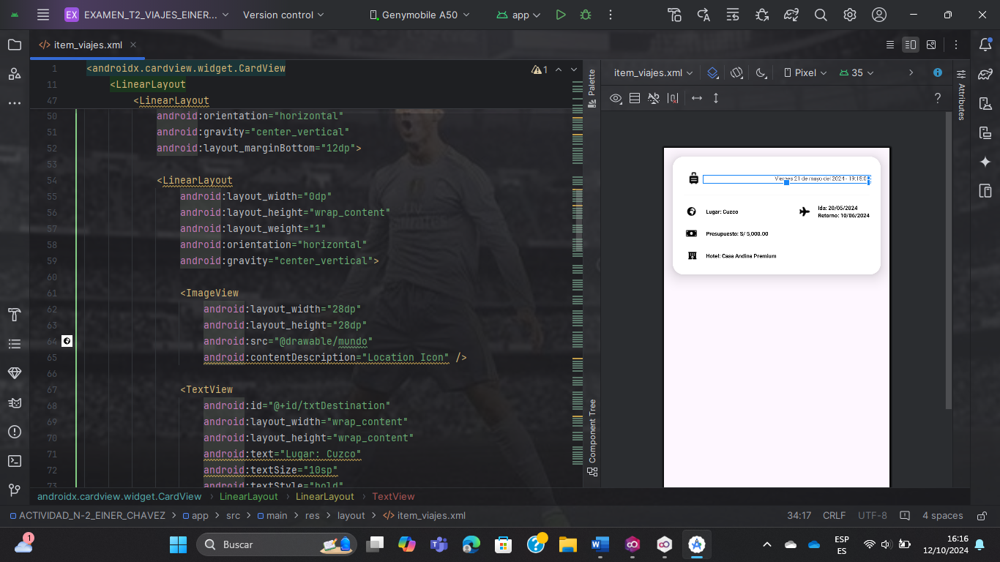 EX EXAMEN_T2_VIAJES_EINER... Version control Genymobile A50 app
item_viajes.xml
1 <androidx.cardview.widget.CardView
11 <LinearLayout
47 <LinearLayout
50 android:orientation="horizontal"
51 android:gravity="center_vertical"
52 android:layout_marginBottom="12dp">
53
54 <LinearLayout
55 android:layout_width="0dp"
56 android:layout_height="wrap_content"
57 android:layout_weight="1"
58 android:orientation="horizontal"
59 android:gravity="center_vertical">
60
61 <ImageView
62 android:layout_width="28dp"
63 android:layout_height="28dp"
64 android:src="@drawable/mundo"
65 android:contentDescription="Location Icon" />
66
67 <TextView
68 android:id="@+id/txtDestination"
69 android:layout_width="wrap_content"
70 android:layout_height="wrap_content"
71 android:text="Lugar: Cuzco"
72 android:textSize="10sp"
73 android:textStyle="bold"
1
Palette
Component Tree
item_viajes.xml Pixel 35
?
Attributes
Viernes 21 de mayo del 2024 - 19:15:0
Lugar: Cuzco
Ida: 20/05/2024
Retorno: 10/06/2024
Presupuesto: S/ 5,000.00
Hotel: Casa Andina Premium
androidx.cardview.widget.CardView > LinearLayout > LinearLayout > TextView
ACTIVIDAD_N-2_EINER_CHAVEZ > app > src > main > res > layout > item_viajes.xml 34:17 CRLF UTF-8 4 spaces
1
Buscar
ESP
ES
16:16
12/10/2024